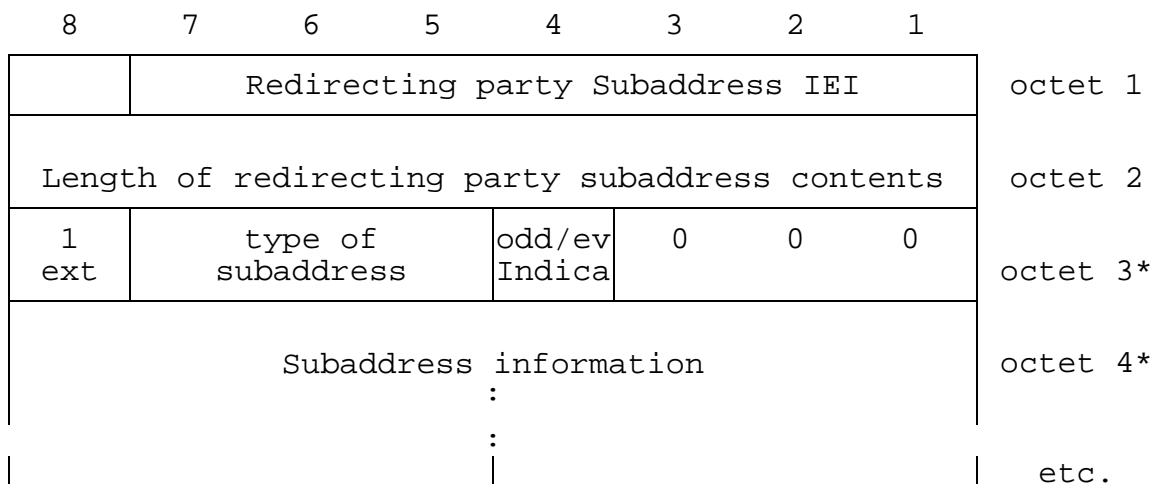 8 7 6 5 4 3 2 1
Redirecting party Subaddress IEI octet 1
Length of redirecting party subaddress contents octet 2
1 type of odd/ev 0 0 0
ext subaddress Indica octet 3*
Subaddress information octet 4*
:
:
etc.